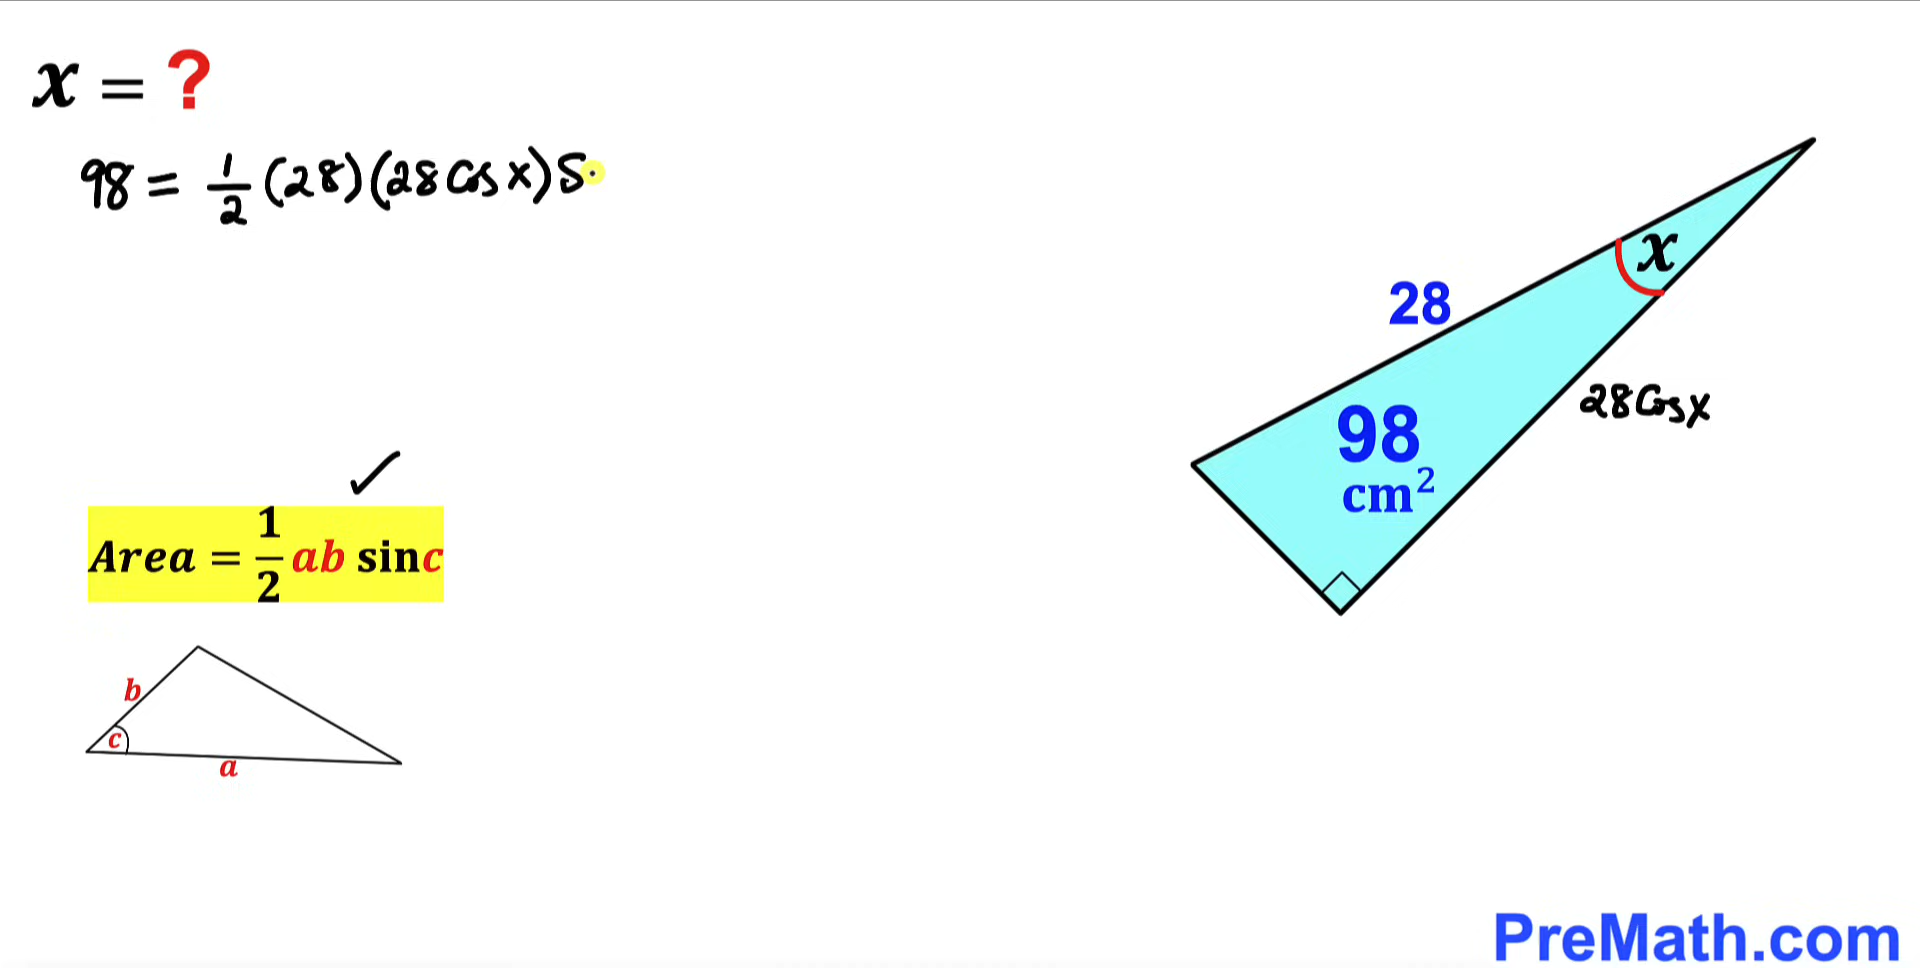 x = ?
98 = 1/2 (28)(28 Cos x) S
28
x
28 Cos x
98
cm²
Area = 1/2 ab sinc
b
c
a
PreMath.com